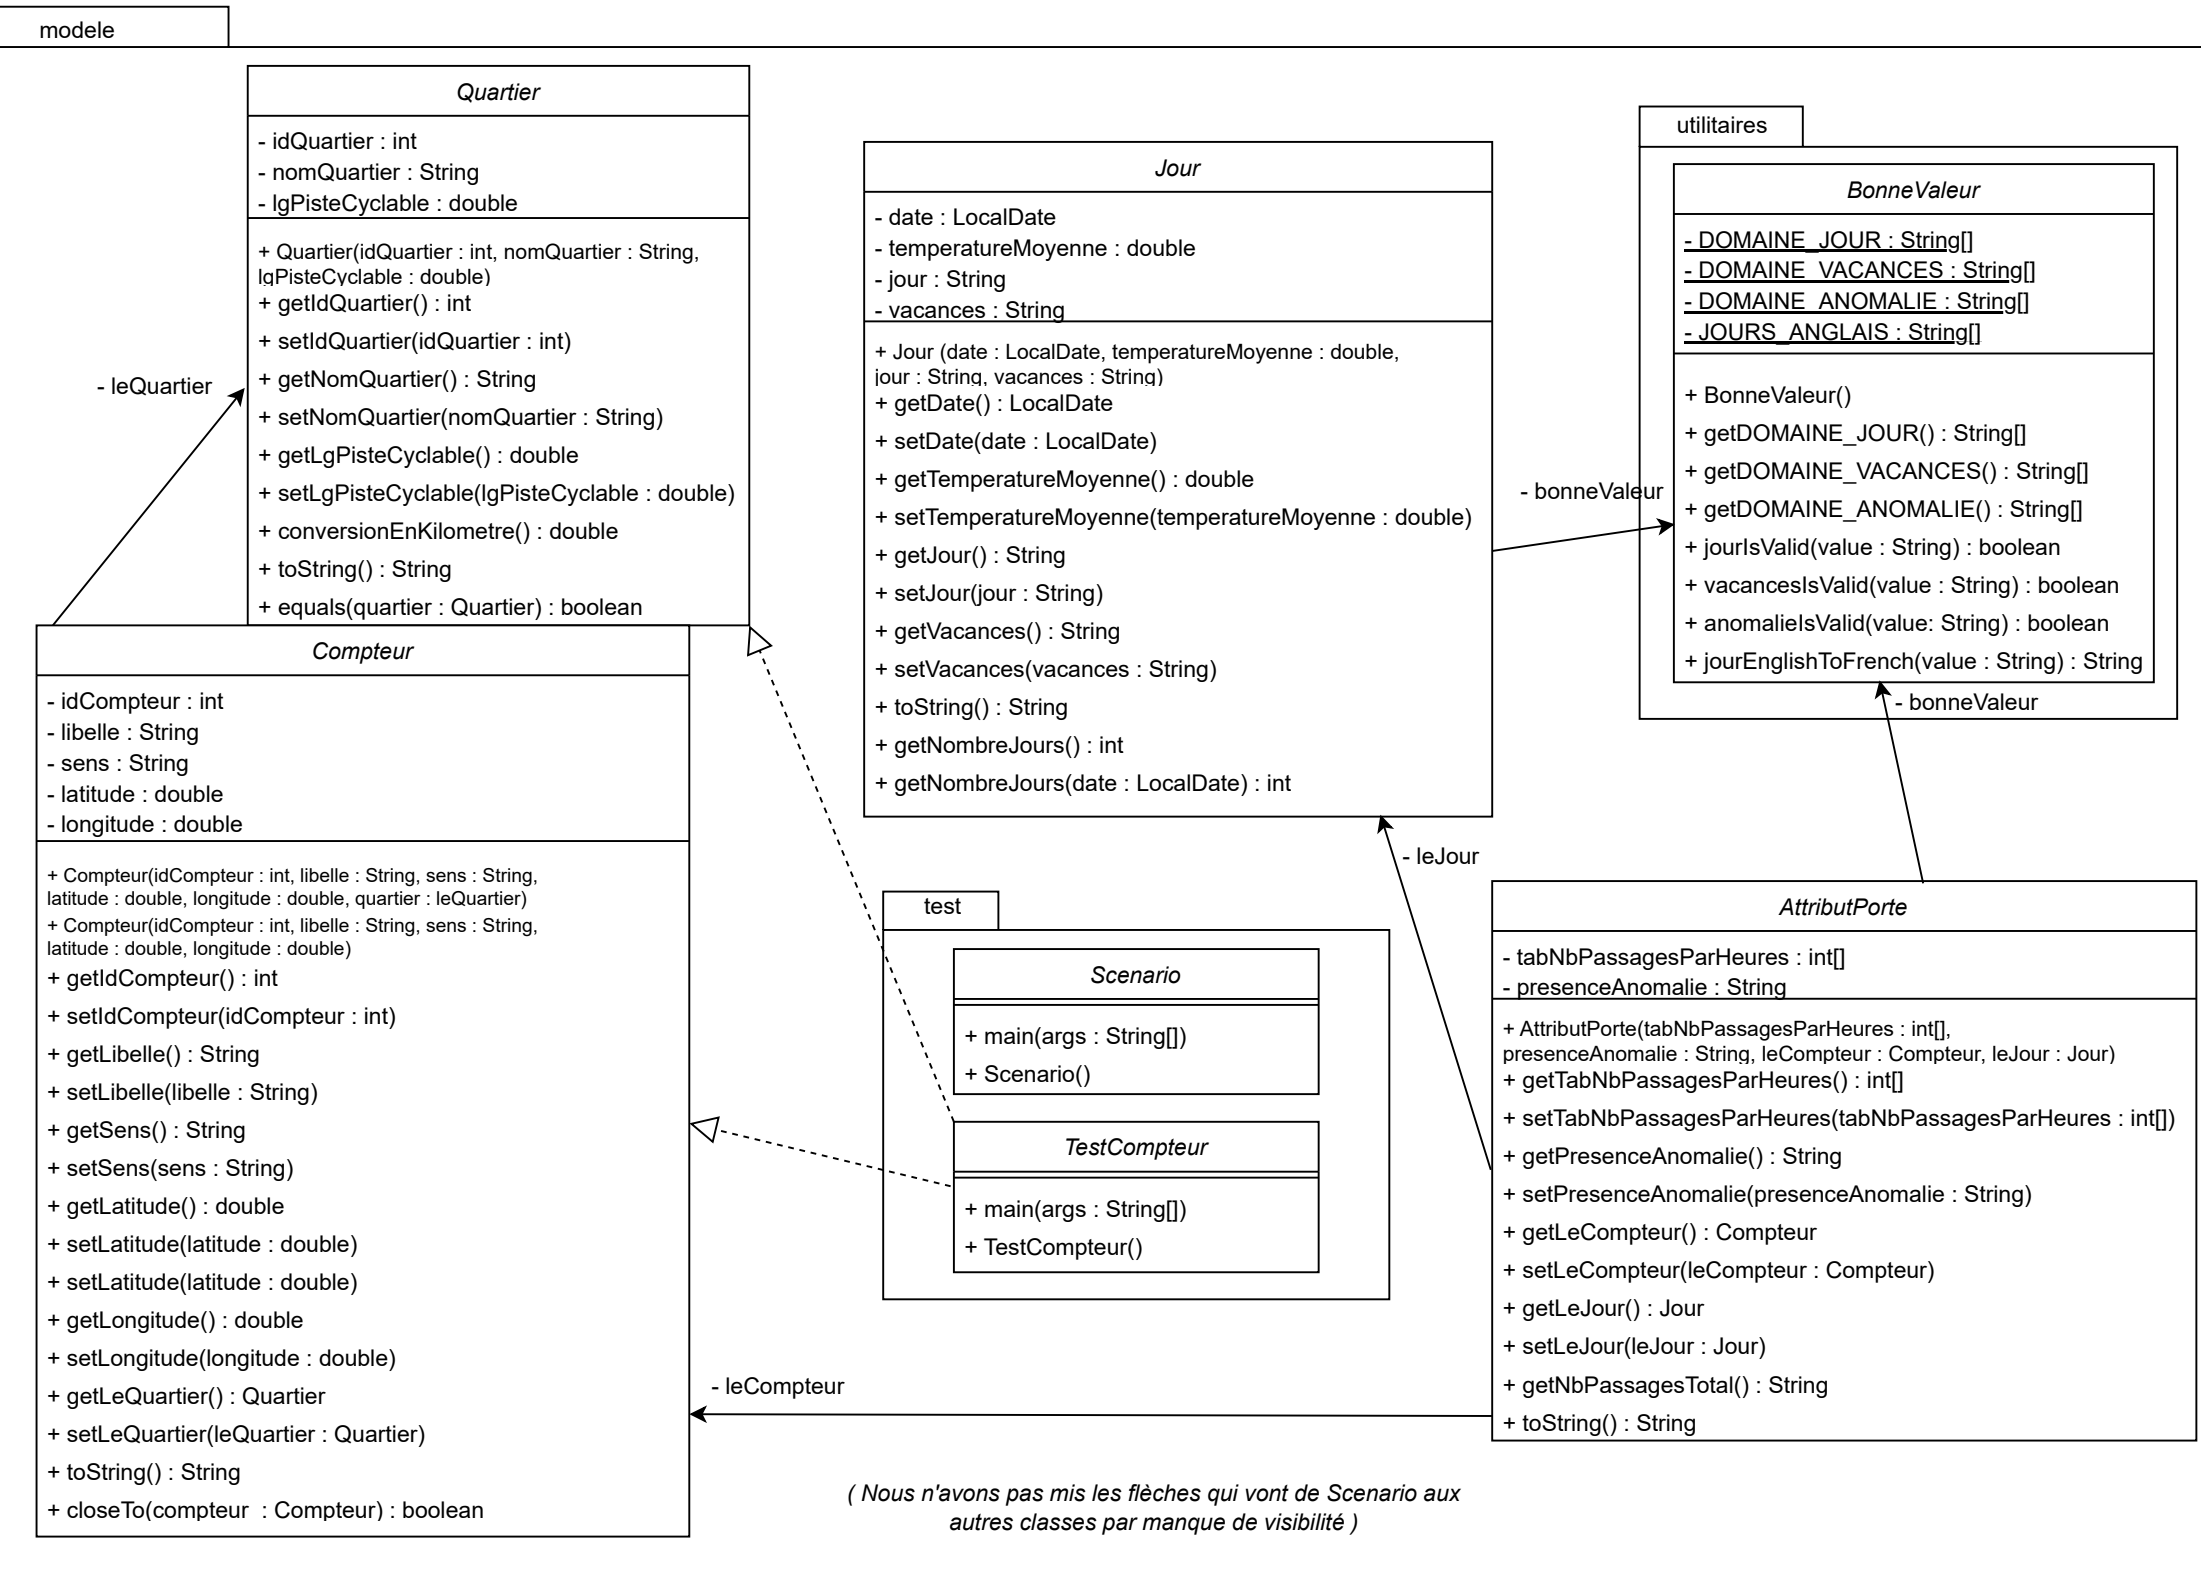 modele
Quartier
- idQuartier : int
- nomQuartier : String
- lgPisteCyclable : double
+ Quartier(idQuartier : int, nomQuartier : String,
lgPisteCyclable : double)
+ getIdQuartier() : int
+ setIdQuartier(idQuartier : int)
+ getNomQuartier() : String
+ setNomQuartier(nomQuartier : String)
+ getLgPisteCyclable() : double
+ setLgPisteCyclable(lgPisteCyclable : double)
+ conversionEnKilometre() : double
+ toString() : String
+ equals(quartier : Quartier) : boolean
- leQuartier
Compteur
- idCompteur : int
- libelle : String
- sens : String
- latitude : double
- longitude : double
+ Compteur(idCompteur : int, libelle : String, sens : String,
latitude : double, longitude : double, quartier : leQuartier)
+ Compteur(idCompteur : int, libelle : String, sens : String,
latitude : double, longitude : double)
+ getIdCompteur() : int
+ setIdCompteur(idCompteur : int)
+ getLibelle() : String
+ setLibelle(libelle : String)
+ getSens() : String
+ setSens(sens : String)
+ getLatitude() : double
+ setLatitude(latitude : double)
+ setLatitude(latitude : double)
+ getLongitude() : double
+ setLongitude(longitude : double)
+ getLeQuartier() : Quartier
+ setLeQuartier(leQuartier : Quartier)
+ toString() : String
+ closeTo(compteur : Compteur) : boolean
Jour
- date : LocalDate
- temperatureMoyenne : double
- jour : String
- vacances : String
+ Jour (date : LocalDate, temperatureMoyenne : double,
jour : String, vacances : String)
+ getDate() : LocalDate
+ setDate(date : LocalDate)
+ getTemperatureMoyenne() : double
+ setTemperatureMoyenne(temperatureMoyenne : double)
+ getJour() : String
+ setJour(jour : String)
+ getVacances() : String
+ setVacances(vacances : String)
+ toString() : String
+ getNombreJours() : int
+ getNombreJours(date : LocalDate) : int
- bonneValeur
utilitaires
BonneValeur
- DOMAINE_JOUR : String[]
- DOMAINE_VACANCES : String[]
- DOMAINE_ANOMALIE : String[]
- JOURS_ANGLAIS : String[]
+ BonneValeur()
+ getDOMAINE_JOUR() : String[]
+ getDOMAINE_VACANCES() : String[]
+ getDOMAINE_ANOMALIE() : String[]
+ jourIsValid(value : String) : boolean
+ vacancesIsValid(value : String) : boolean
+ anomalieIsValid(value: String) : boolean
+ jourEnglishToFrench(value : String) : String
- bonneValeur
- leJour
test
Scenario
+ main(args : String[])
+ Scenario()
TestCompteur
+ main(args : String[])
+ TestCompteur()
AttributPorte
- tabNbPassagesParHeures : int[]
- presenceAnomalie : String
+ AttributPorte(tabNbPassagesParHeures : int[],
presenceAnomalie : String, leCompteur : Compteur, leJour : Jour)
+ getTabNbPassagesParHeures() : int[]
+ setTabNbPassagesParHeures(tabNbPassagesParHeures : int[])
+ getPresenceAnomalie() : String
+ setPresenceAnomalie(presenceAnomalie : String)
+ getLeCompteur() : Compteur
+ setLeCompteur(leCompteur : Compteur)
+ getLeJour() : Jour
+ setLeJour(leJour : Jour)
+ getNbPassagesTotal() : String
+ toString() : String
- leCompteur
( Nous n'avons pas mis les flèches qui vont de Scenario aux
autres classes par manque de visibilité )